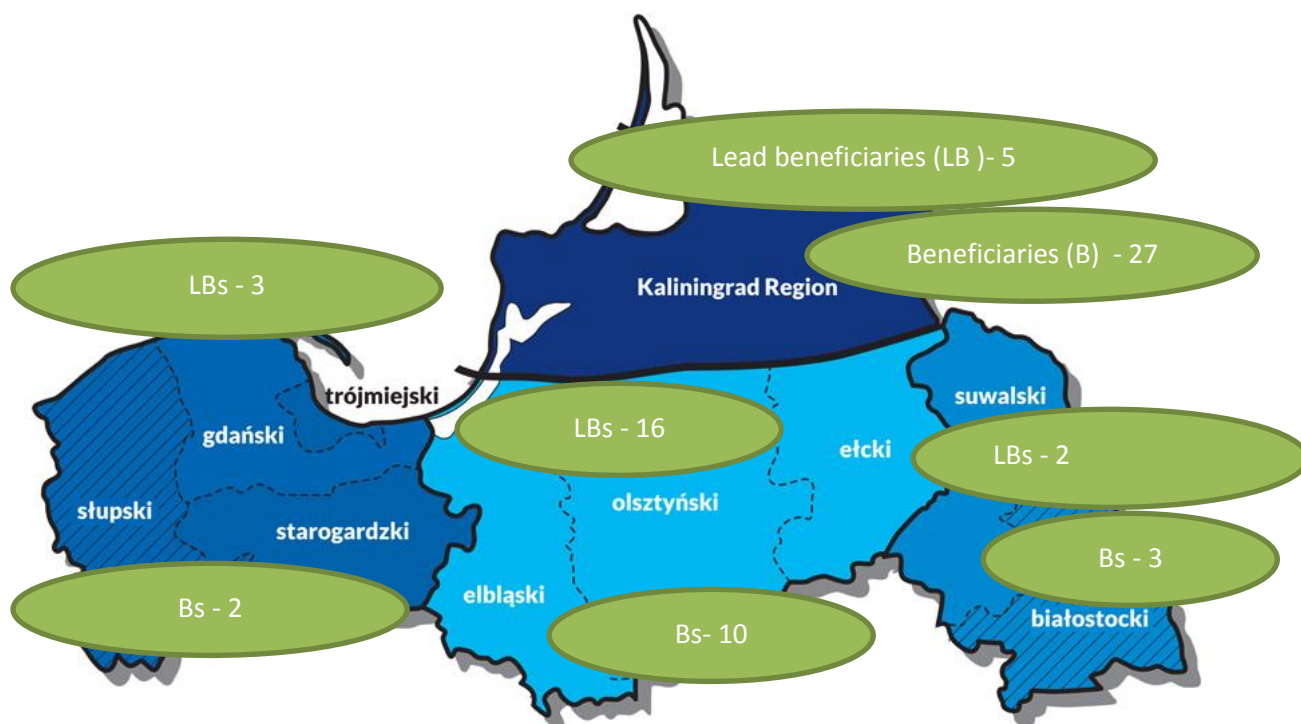 Lead beneficiaries (LB )- 5
Beneficiaries (B)  - 27
LBs - 3
Kaliningrad Region
trójmiejski
suwalski
LBs - 16
gdański
ełcki
LBs - 2
olsztyński
słupski
starogardzki
Bs - 3
elbląski
Bs - 2
białostocki
Bs- 10